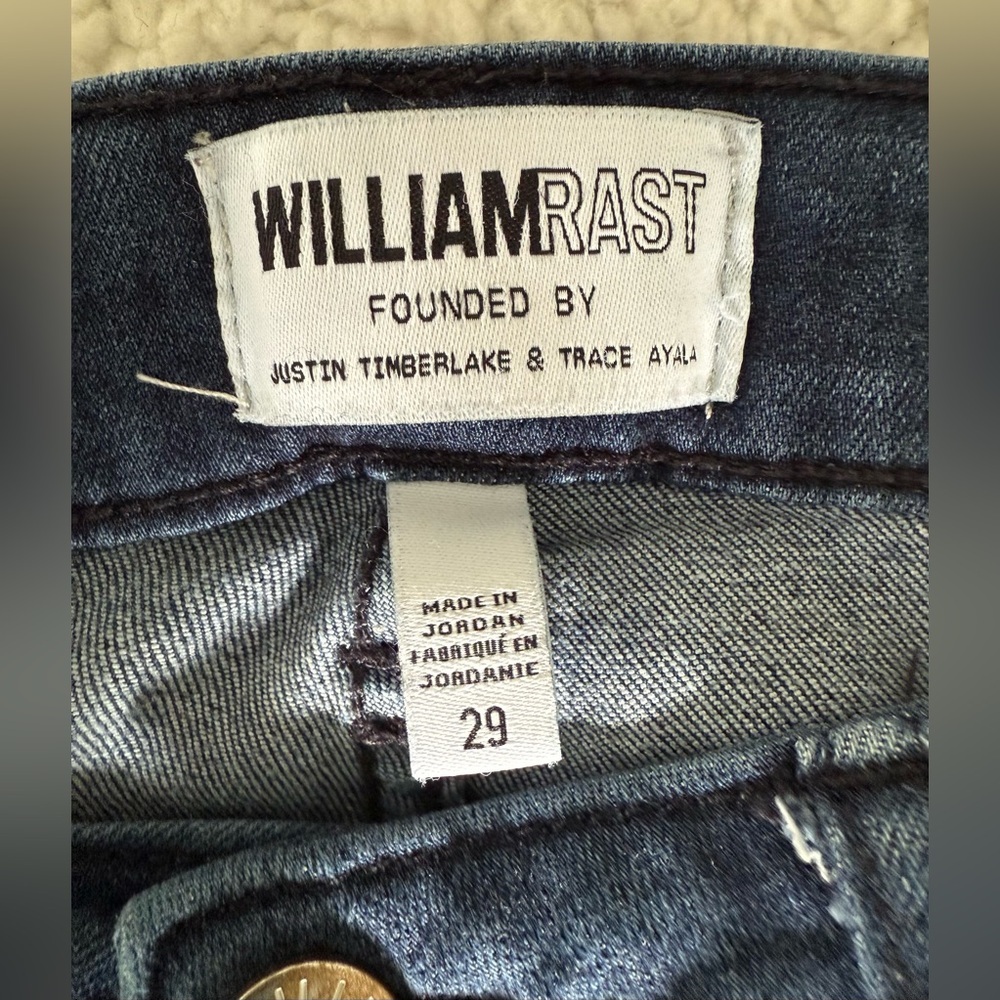 WILLIAMRAST
FOUNDED BY
JUSTIN TIMBERLAKE & TRACE AYALA
MADE IN
JORDAN
FABRIQUÉ EN
JORDANIE
29